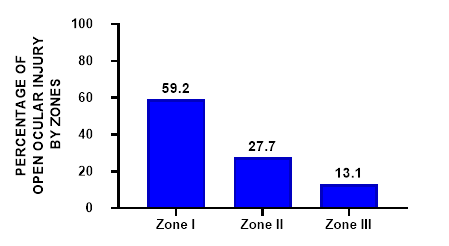 PERCENTAGE OF
OPEN OCULAR INJURY
BY ZONES
100
80
60
40
20
0
59.2
27.7
13.1
Zone I
Zone II
Zone III